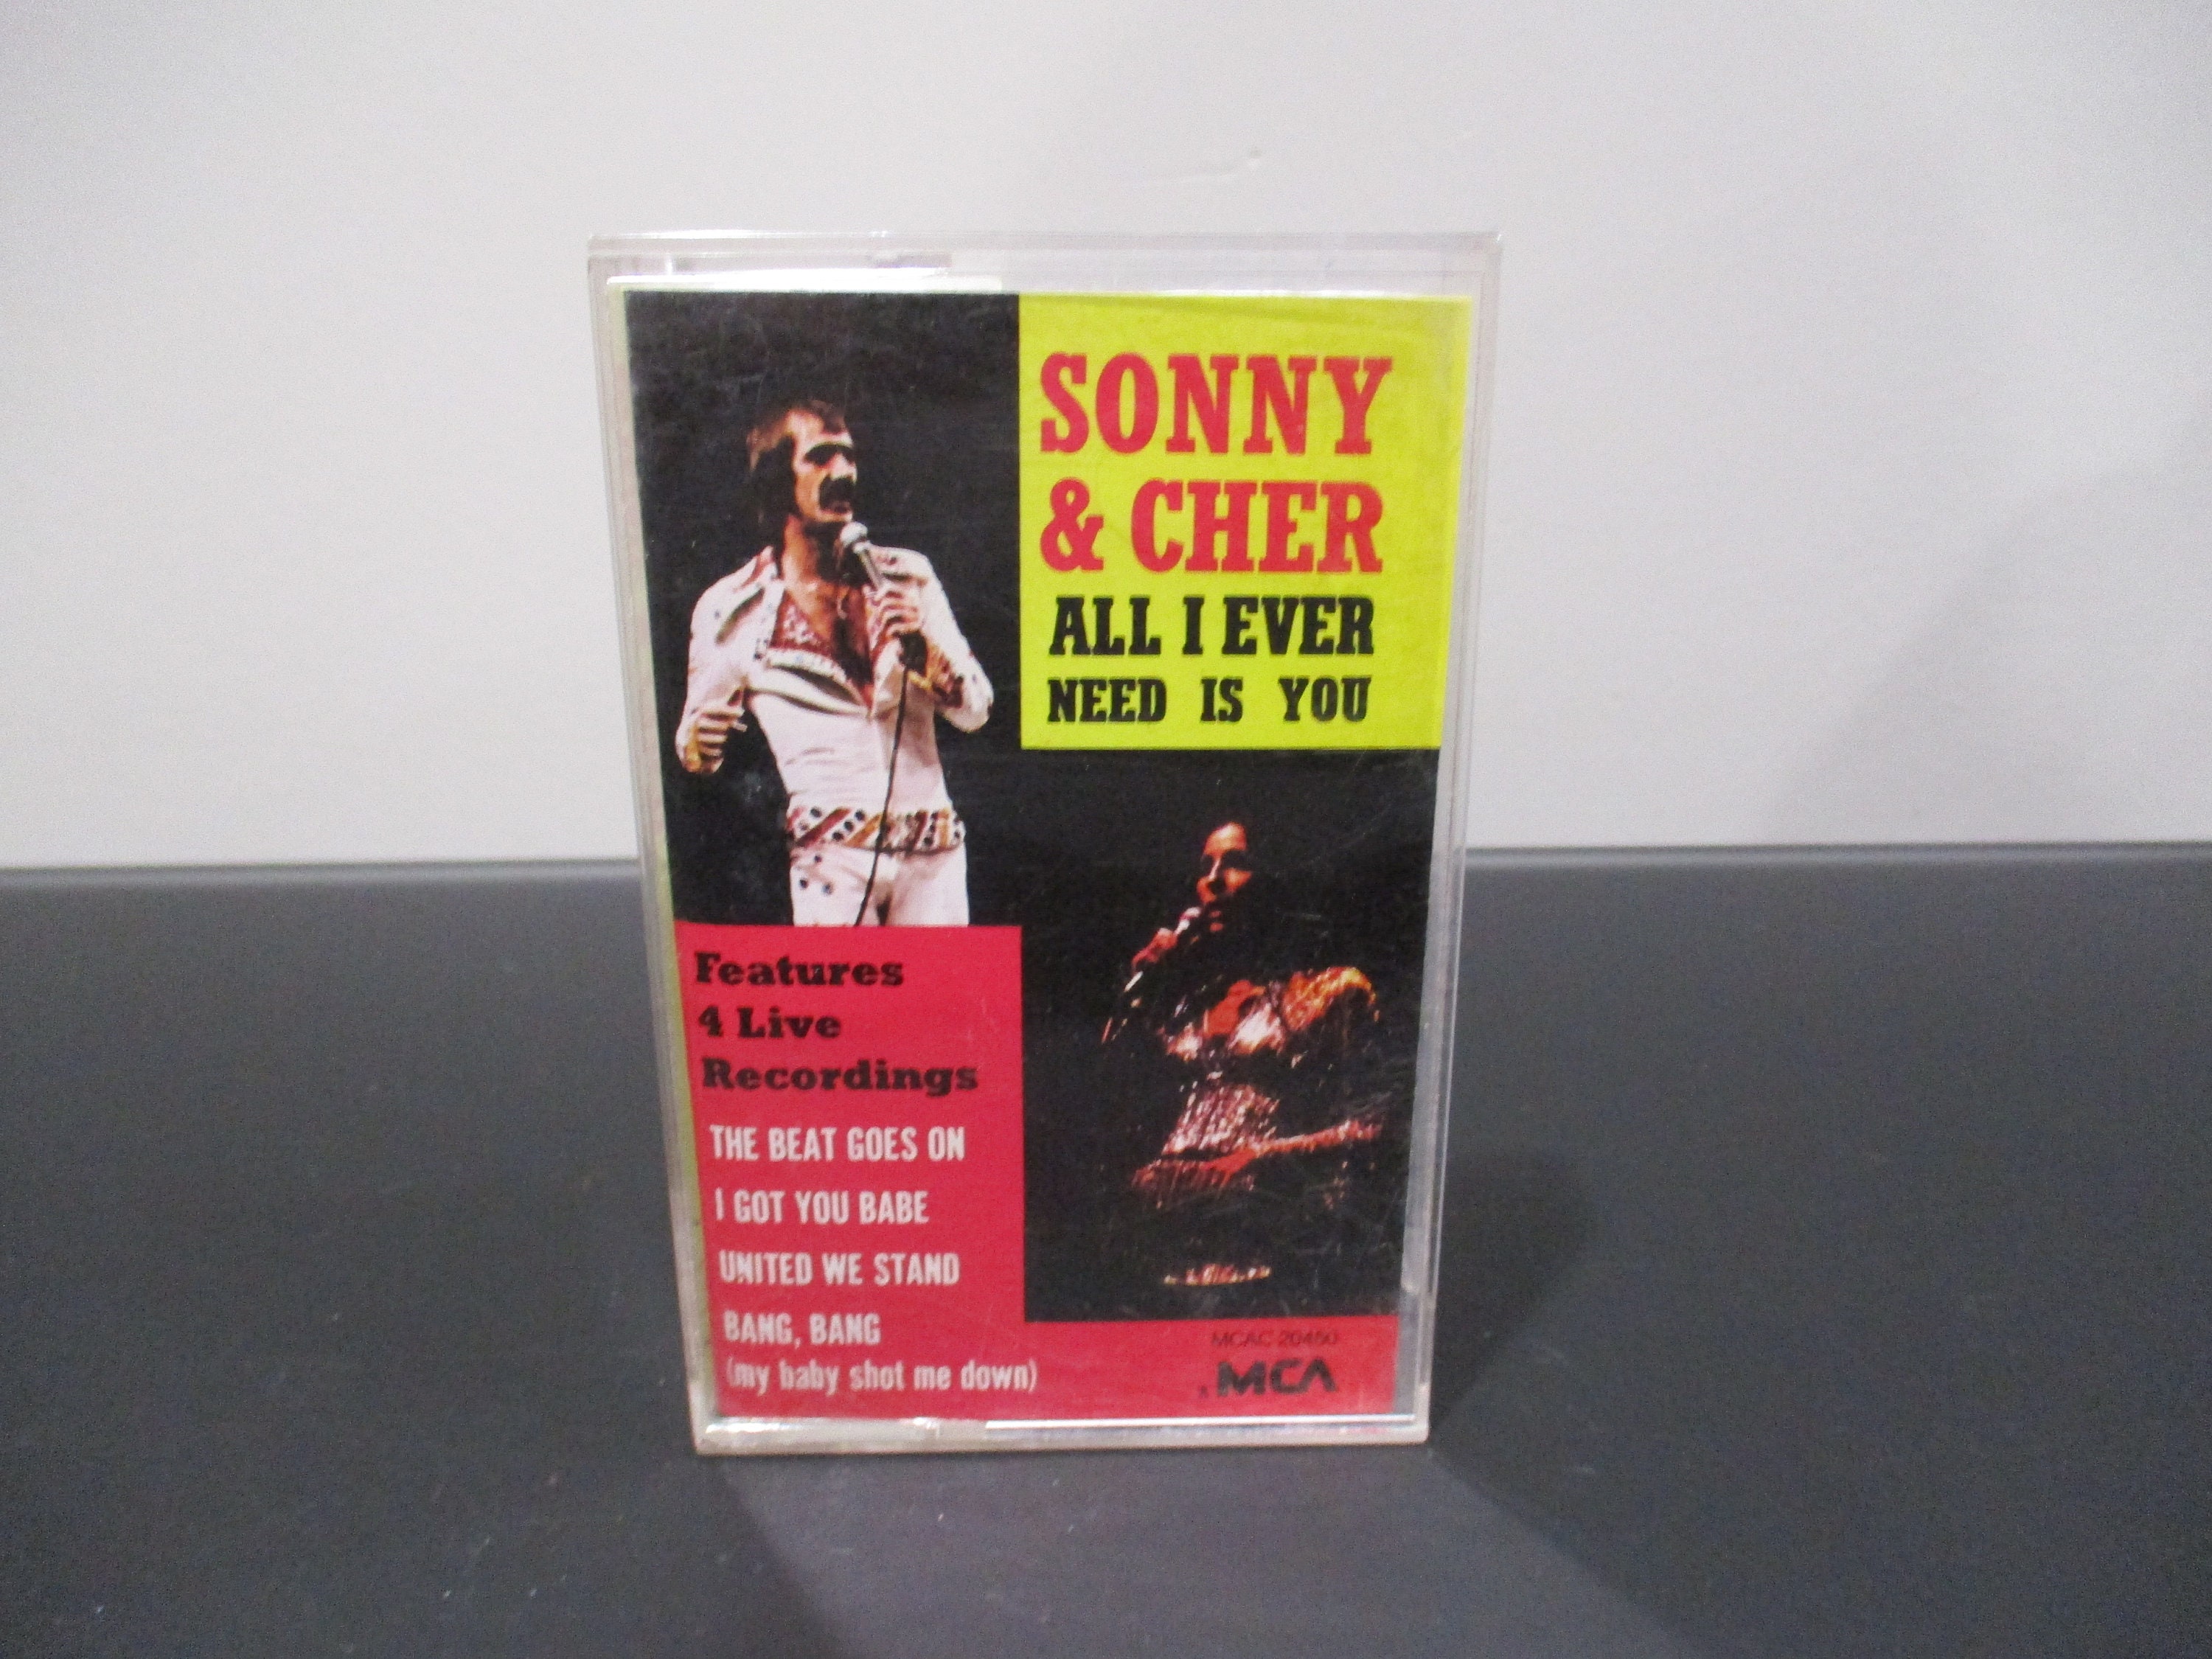 SONNY
& CHER
ALL I EVER
NEED IS YOU
Features
4 Live
Recordings
THE BEAT GOES ON
I GOT YOU BABE
UNITED WE STAND
BANG, BANG
(my baby shot me down)
MCAC
MCA